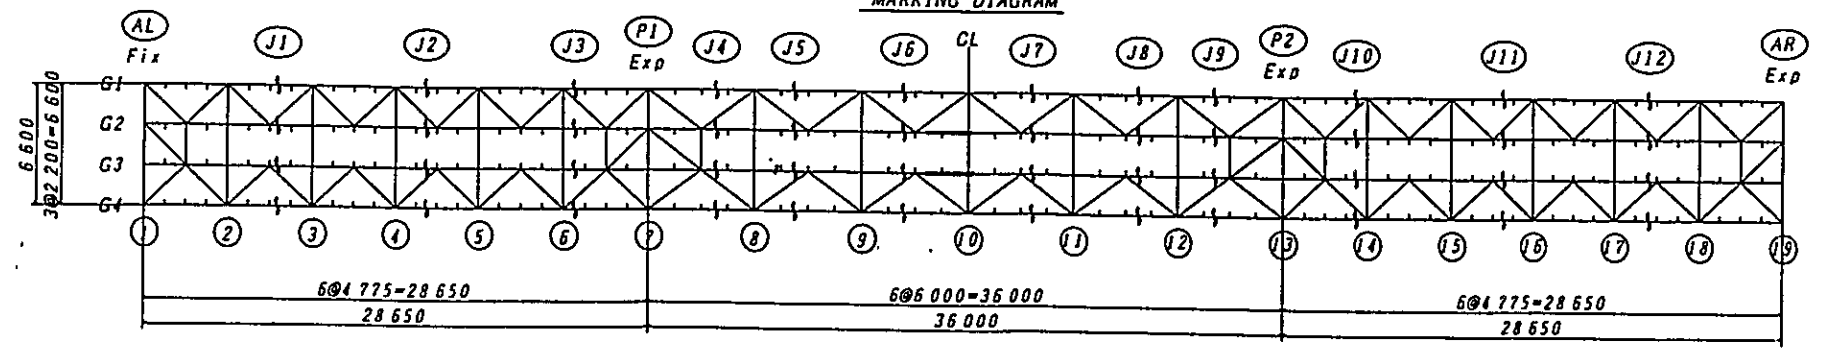 MARKING DIAGRAM
AL J1 J2 J3 P1 J4 J5 J6 CL J7 J8 J9 P2 J10 J11 J12 AR
Fix Exp Exp Exp
G1
G2
G3
G4
6 600
3@2 200=6 600
1 2 3 4 5 6 7 8 9 10 11 12 13 14 15 16 17 18 19
6@4 775=28 650 6@6 000=36 000 6@4 775=28 650
28 650 36 000 28 650